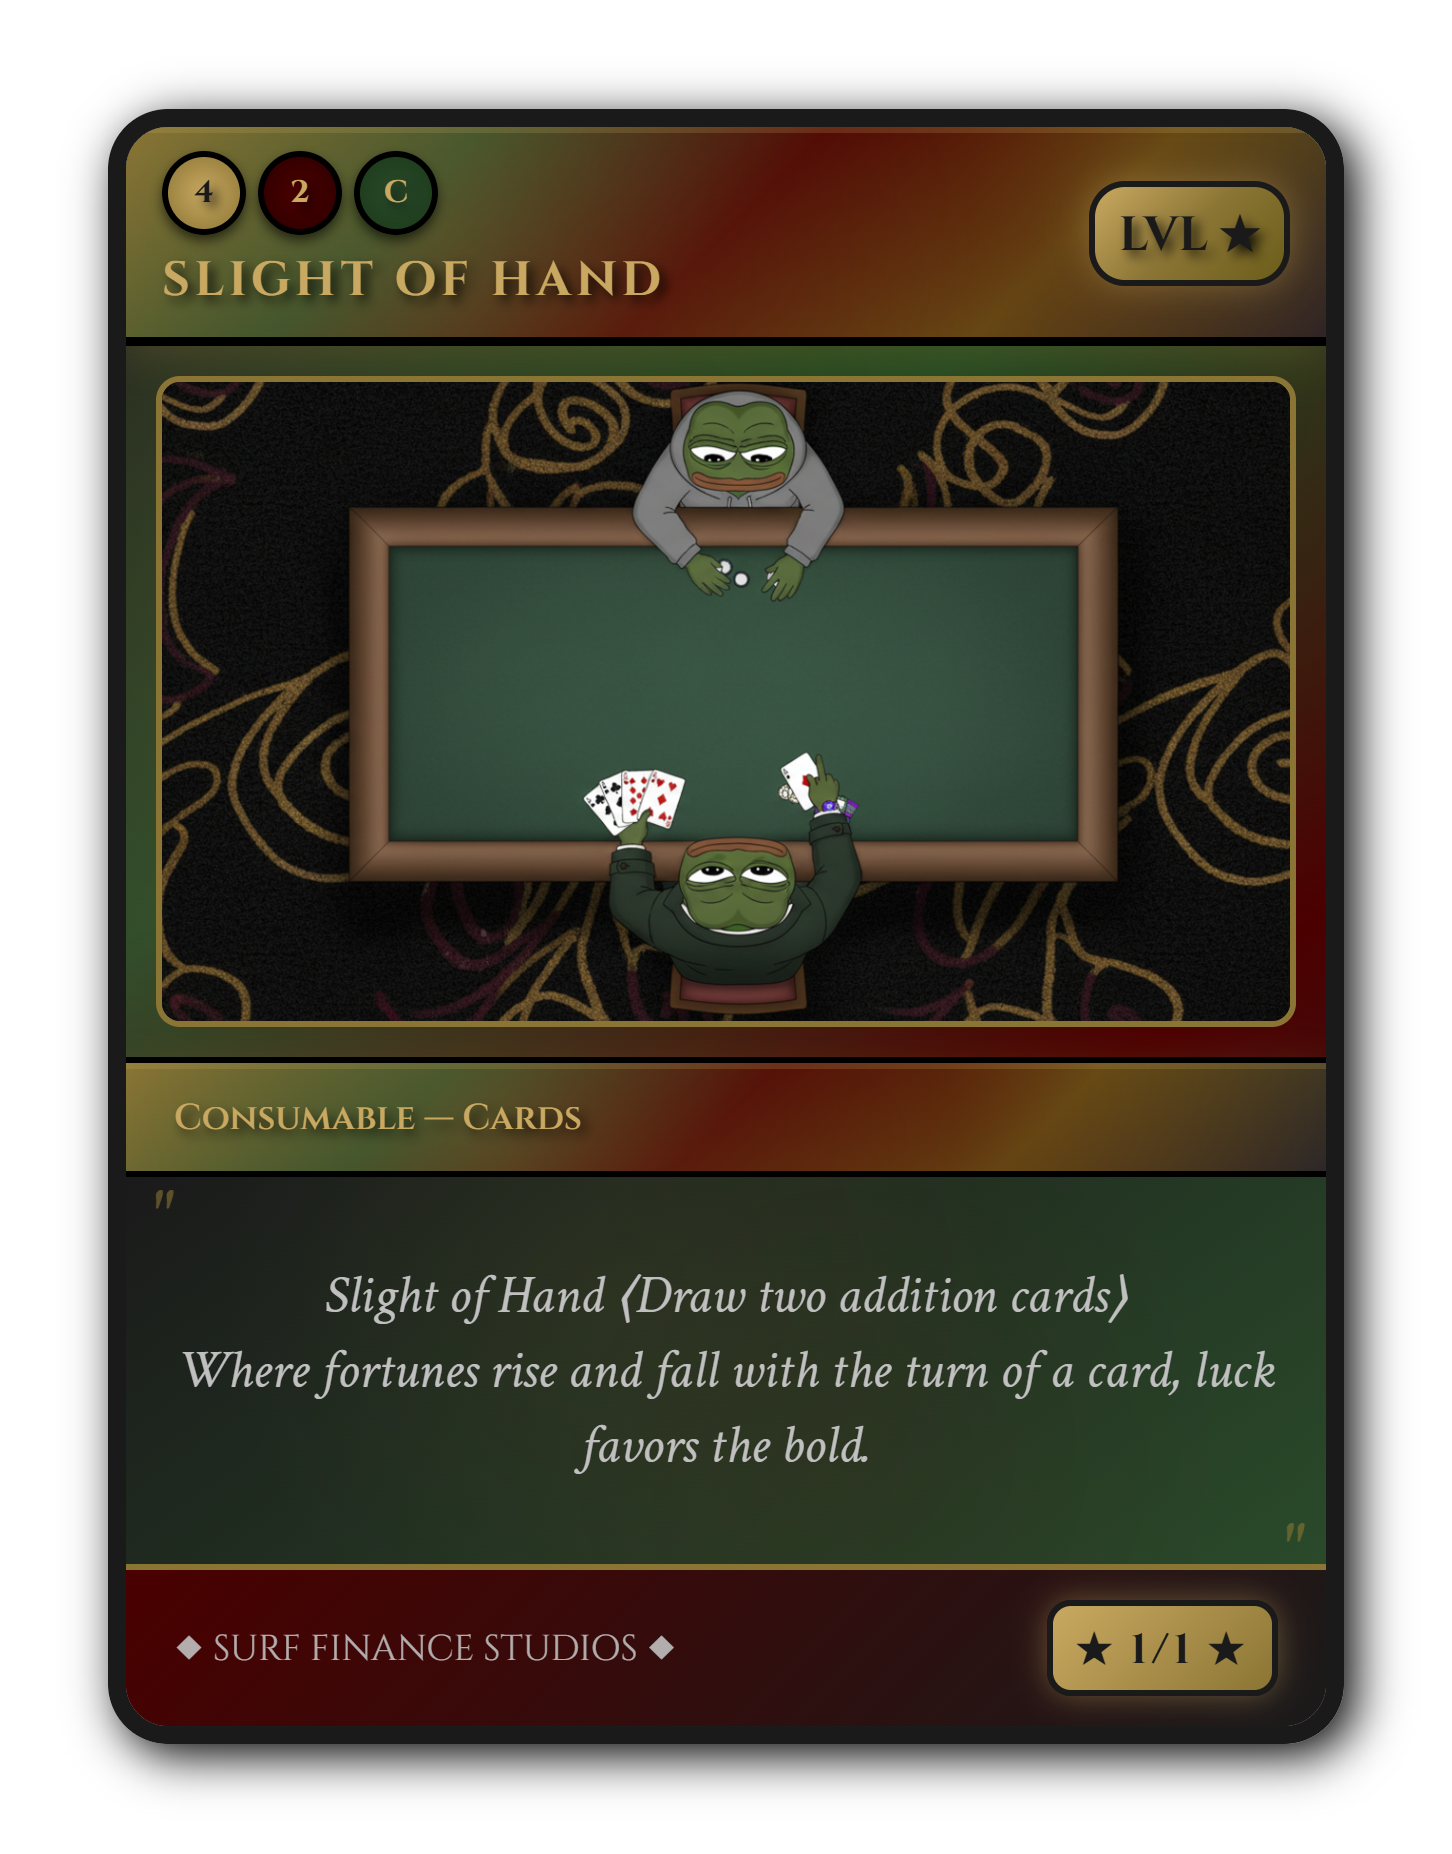 4 2 C
SLIGHT OF HAND
LVL ★
CONSUMABLE — CARDS
"
Slight of Hand ⟨Draw two addition cards⟩
Where fortunes rise and fall with the turn of a card, luck
favors the bold.
"
◆ SURF FINANCE STUDIOS ◆
★ 1/1 ★